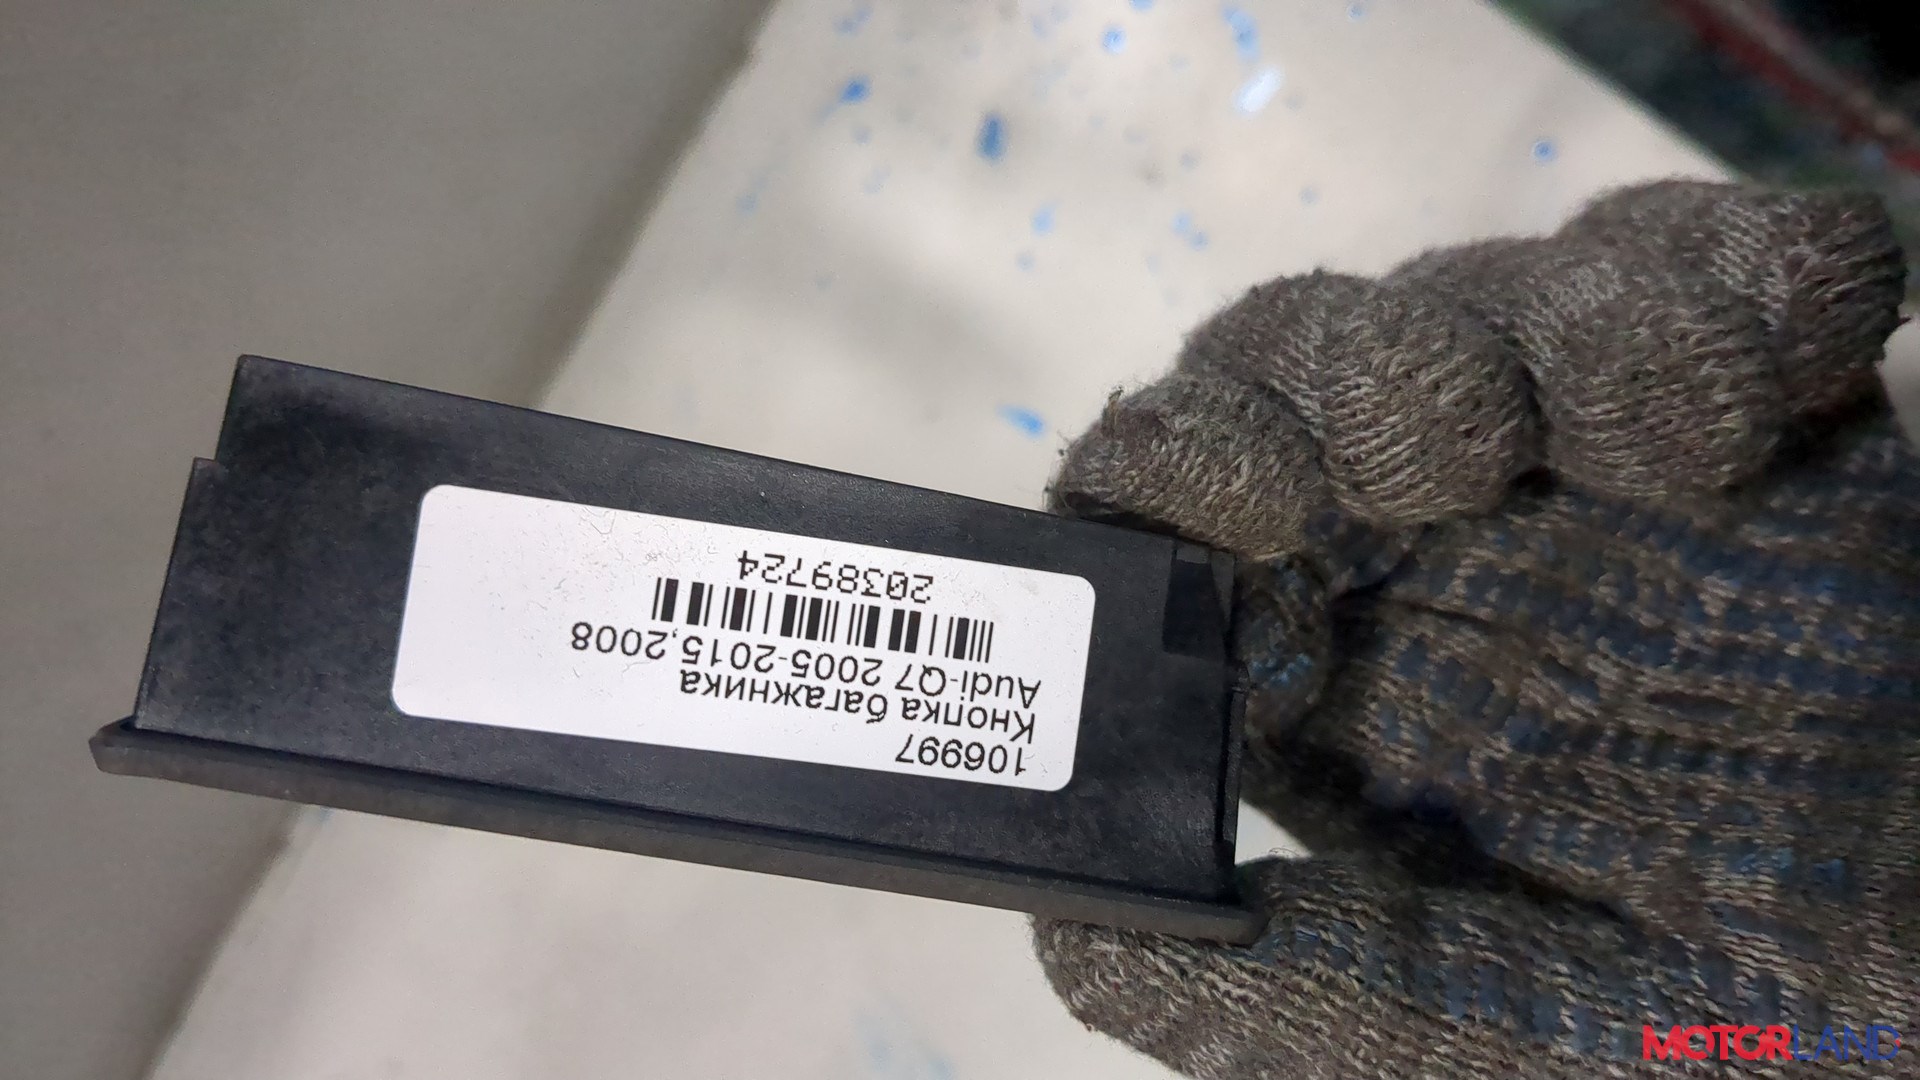 106997
Кнопка багажника
Audi-Q7 2005-2015,2008
20389724
MOTORLAND